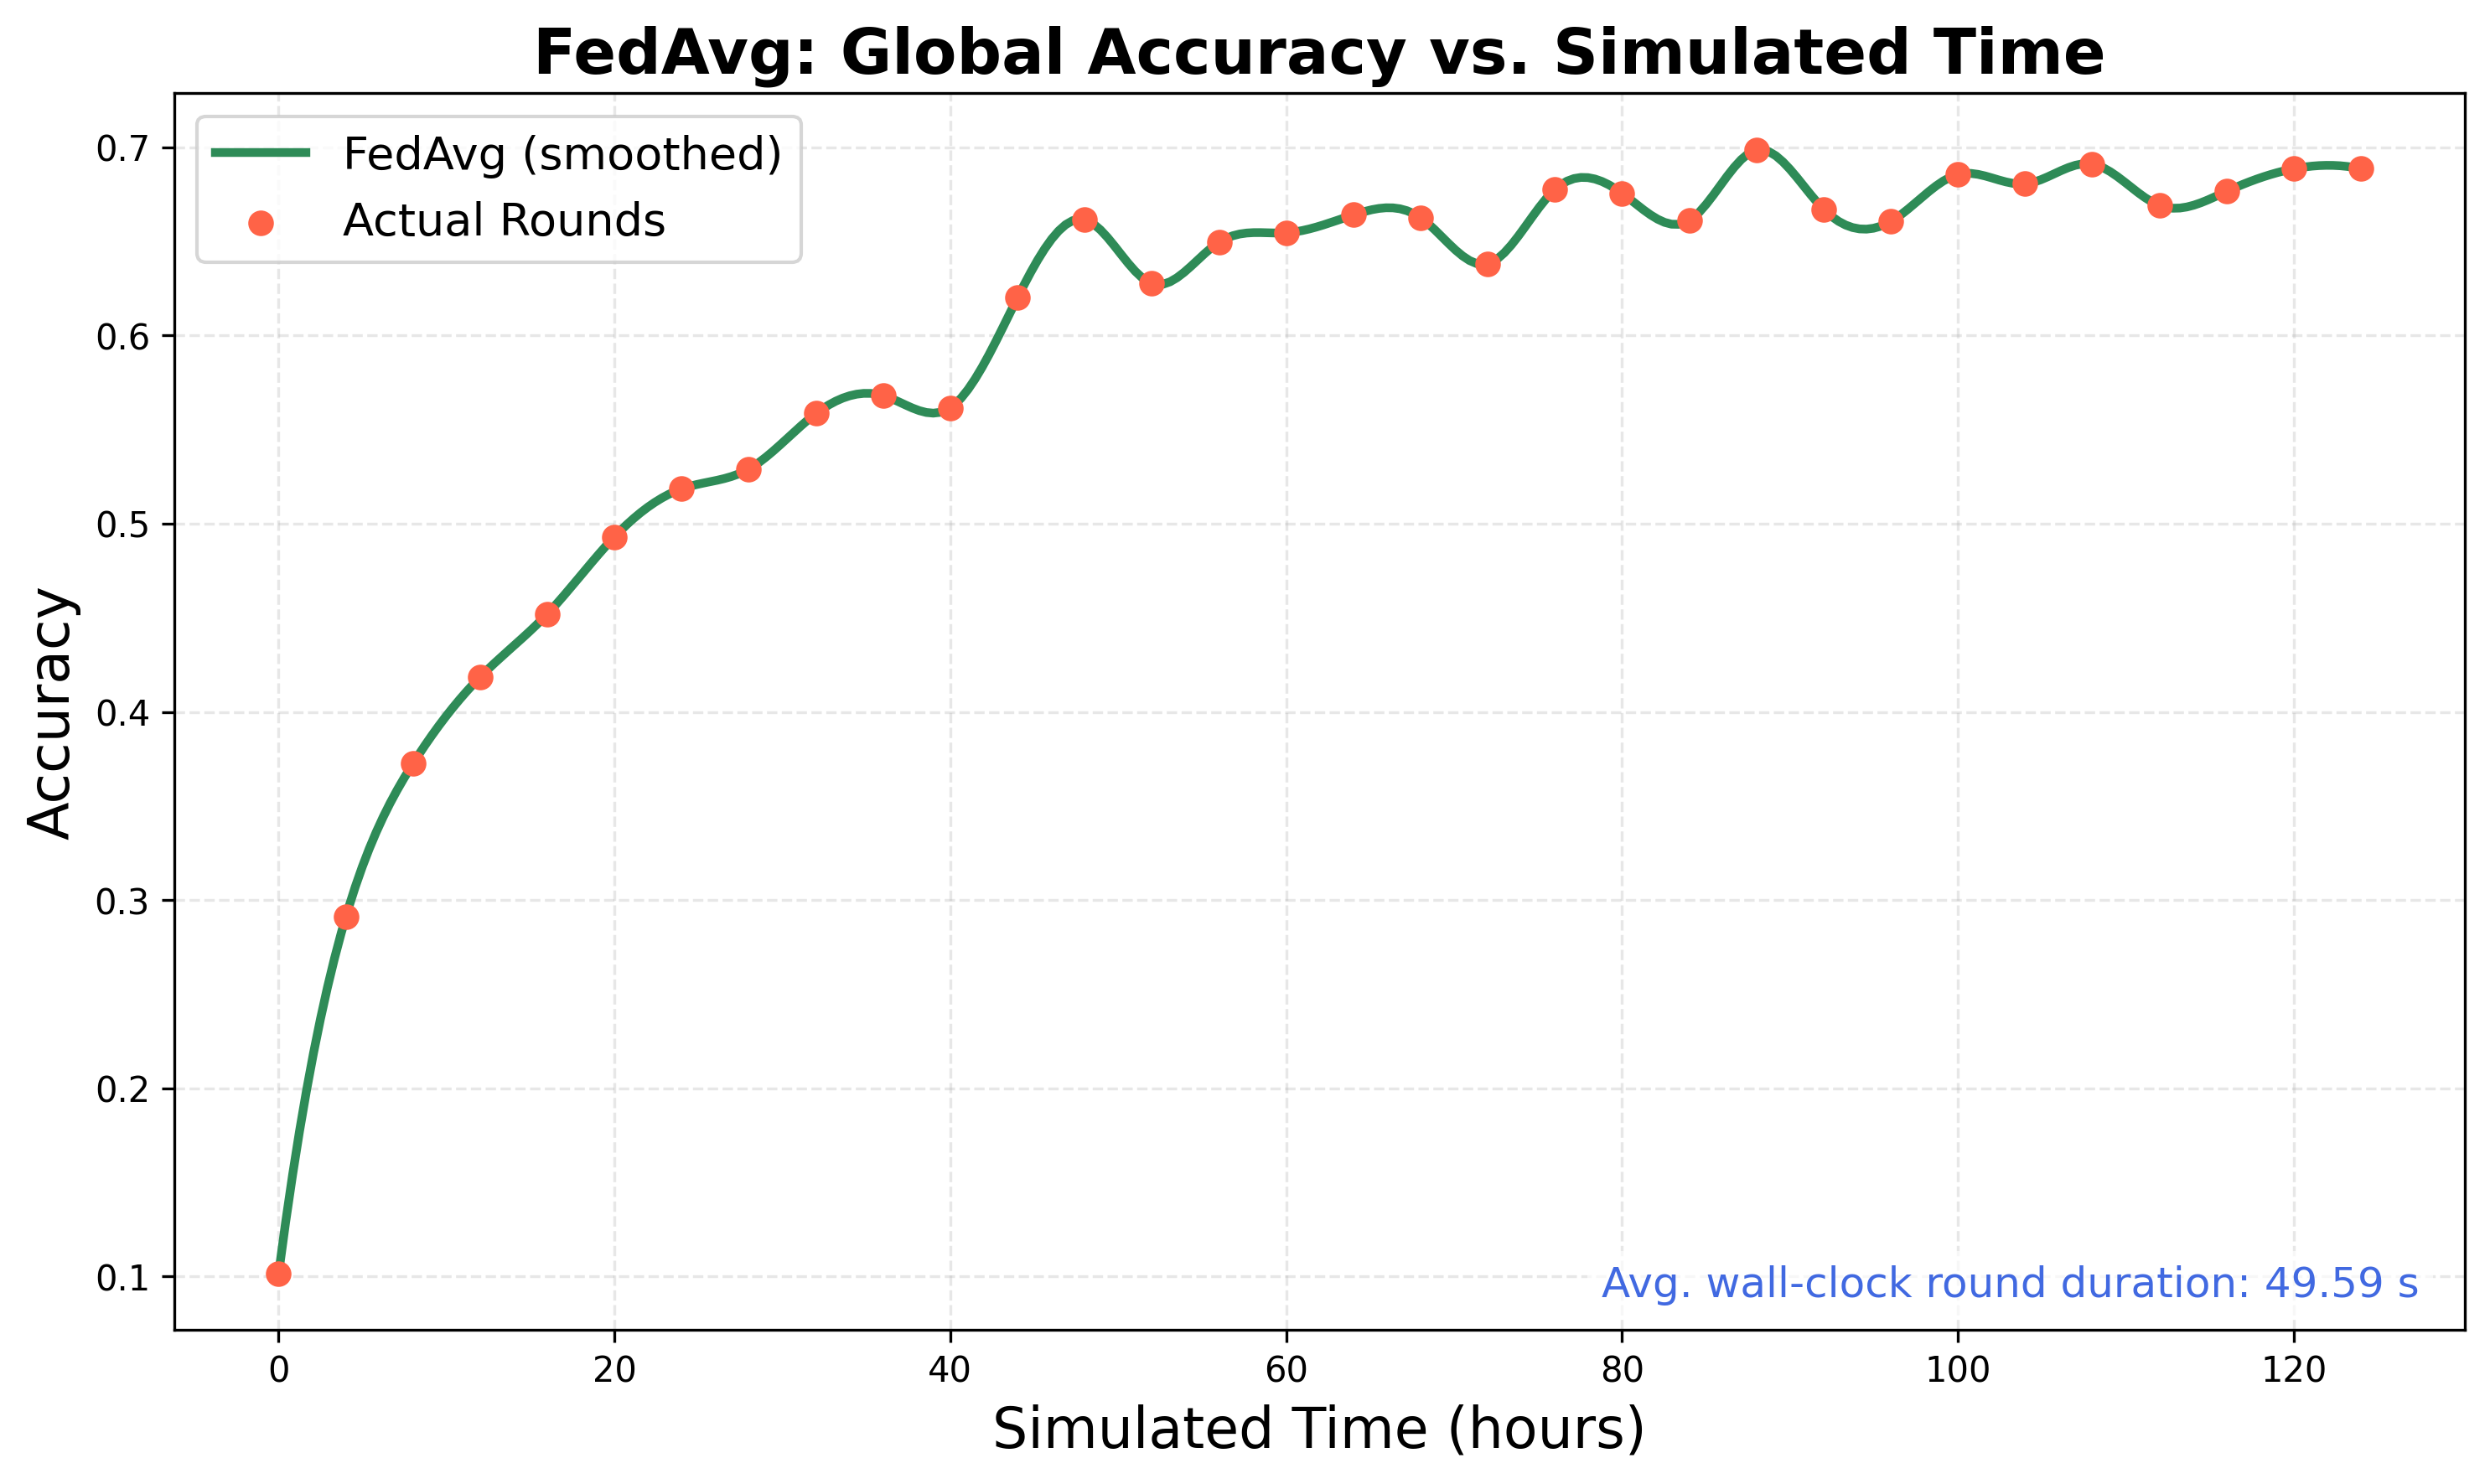 FedAvg: Global Accuracy vs. Simulated Time
FedAvg (smoothed)
Actual Rounds
Accuracy
0.7
0.6
0.5
0.4
0.3
0.2
0.1
Avg. wall-clock round duration: 49.59 s
0 20 40 60 80 100 120
Simulated Time (hours)